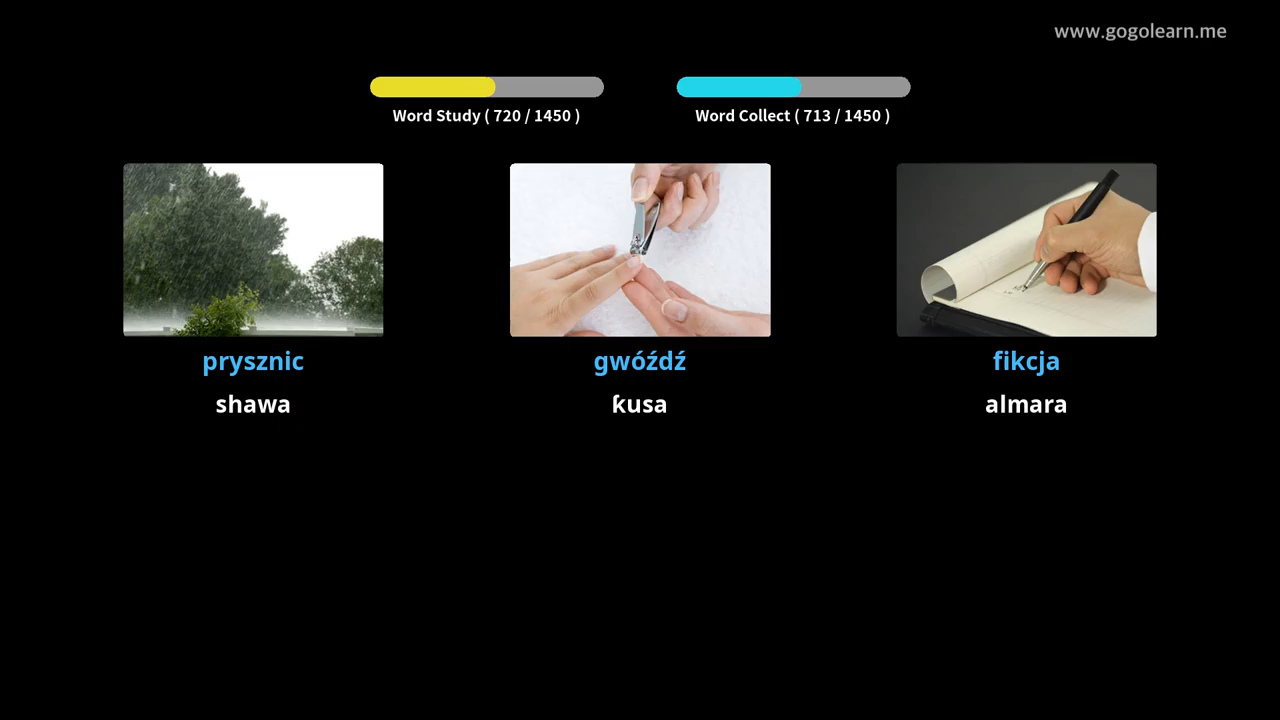 www.gogolearn.me
Word Study ( 720 / 1450 )
Word Collect ( 713 / 1450 )
prysznic
gwóźdź
fikcja
shawa
ƙusa
almara